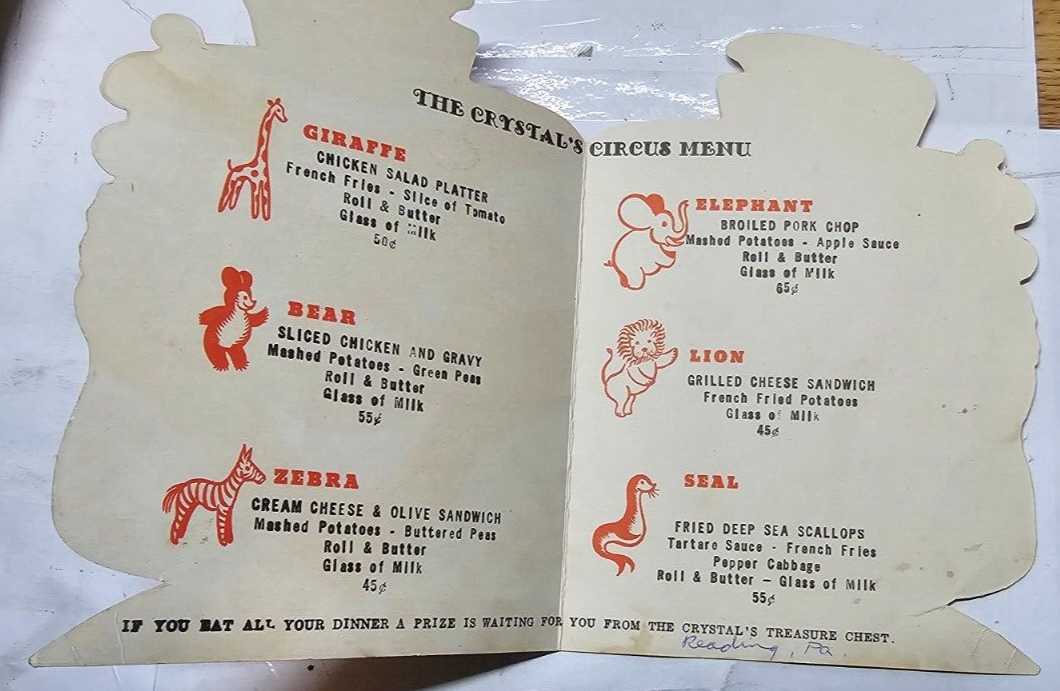 THE CRYSTAL'S CIRCUS MENU
GIRAFFE
CHICKEN SALAD PLATTER
French Fries - Slice of Tomato
Roll & Butter
Glass of Milk
50¢
BEAR
SLICED CHICKEN AND GRAVY
Mashed Potatoes - Green Peas
Roll & Butter
Glass of Milk
55¢
ZEBRA
CREAM CHEESE & OLIVE SANDWICH
Mashed Potatoes - Buttered Peas
Roll & Butter
Glass of Milk
45¢
ELEPHANT
BROILED PORK CHOP
Mashed Potatoes - Apple Sauce
Roll & Butter
Glass of Milk
65¢
LION
GRILLED CHEESE SANDWICH
French Fried Potatoes
Glass of Milk
45¢
SEAL
FRIED DEEP SEA SCALLOPS
Tartare Sauce - French Fries
Pepper Cabbage
Roll & Butter — Glass of Milk
55¢
IF YOU EAT ALL YOUR DINNER A PRIZE IS WAITING FOR YOU FROM THE CRYSTAL'S TREASURE CHEST.
Reading, Pa.